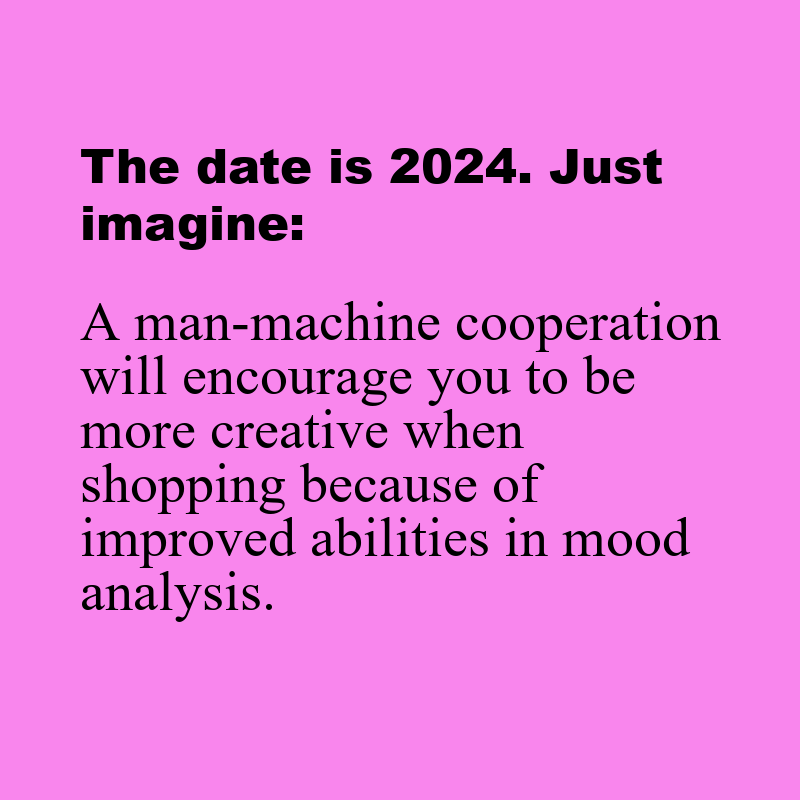 The date is 2024. Just
imagine:
A man-machine cooperation
will encourage you to be
more creative when
shopping because of
improved abilities in mood
analysis.